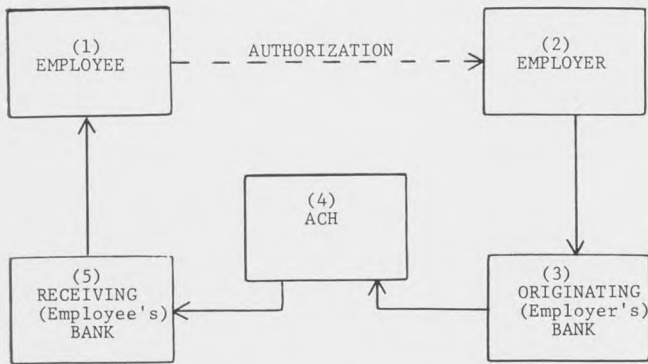 (1)
EMPLOYEE
AUTHORIZATION
(2)
EMPLOYER
(4)
ACH
(5)
RECEIVING
(Employee's)
BANK
(3)
ORIGINATING
(Employer's)
BANK